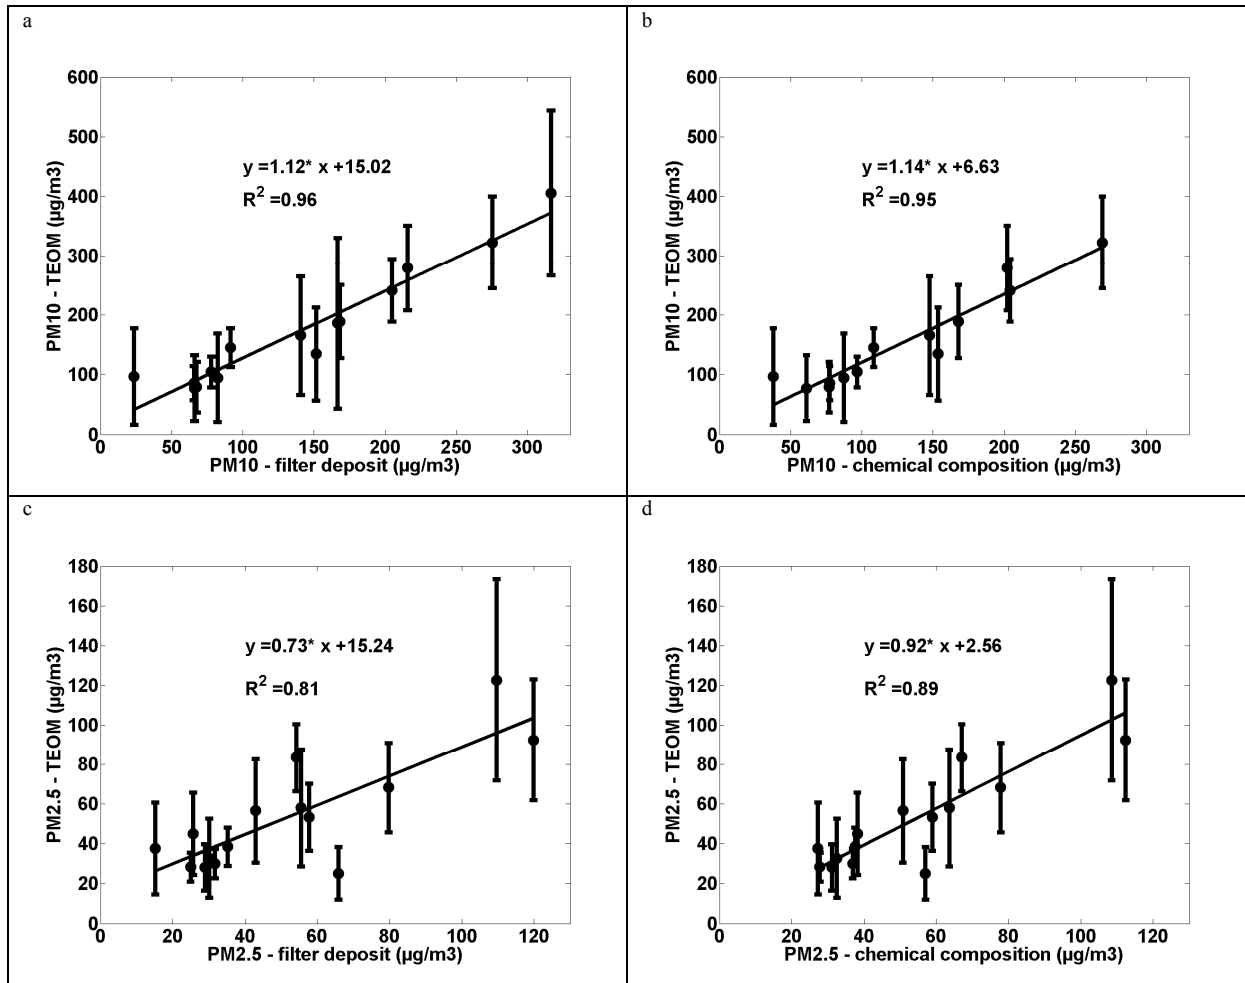 a
600
500
400
300
200
100
0
PM10 - TEOM (µg/m3)
y =1.12* x +15.02
R2 =0.96
0 50 100 150 200 250 300
PM10 - filter deposit (µg/m3)
b
600
500
400
300
200
100
0
PM10 - TEOM (µg/m3)
y =1.14* x +6.63
R2 =0.95
0 50 100 150 200 250 300
PM10 - chemical composition (µg/m3)
c
180
160
140
120
100
80
60
40
20
0
PM2.5 - TEOM (µg/m3)
y =0.73* x +15.24
R2 =0.81
0 20 40 60 80 100 120
PM2.5 - filter deposit (µg/m3)
d
180
160
140
120
100
80
60
40
20
0
PM2.5 - TEOM (µg/m3)
y =0.92* x +2.56
R2 =0.89
0 20 40 60 80 100 120
PM2.5 - chemical composition (µg/m3)